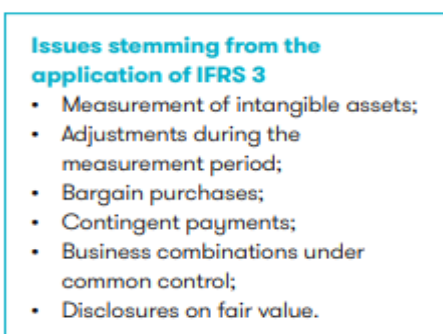 Issues stemming from the
application of IFRS 3
• Measurement of intangible assets;
• Adjustments during the
measurement period;
• Bargain purchases;
• Contingent payments;
• Business combinations under
common control;
• Disclosures on fair value.